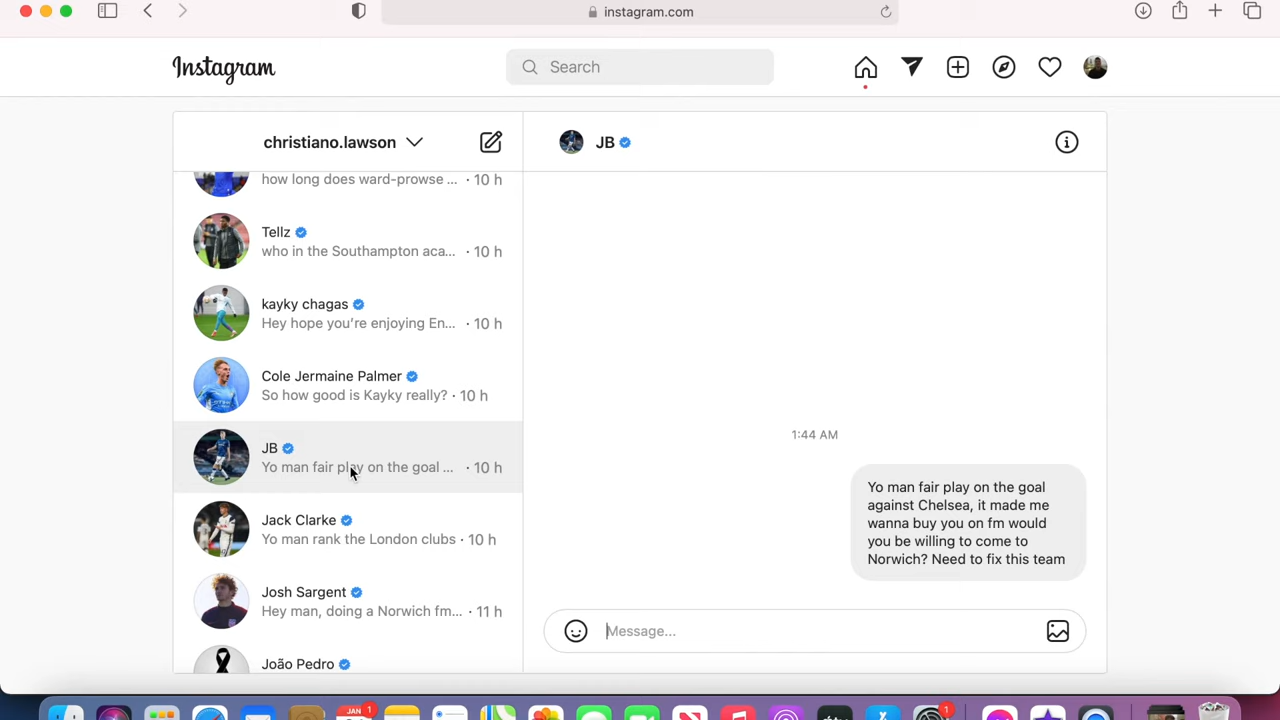 instagram.com
Instagram
Search
christiano.lawson
JB
how long does ward-prowse ... · 10 h
Tellz
who in the Southampton aca... · 10 h
kayky chagas
Hey hope you're enjoying En... · 10 h
Cole Jermaine Palmer
So how good is Kayky really? · 10 h
JB
Yo man fair play on the goal ... · 10 h
Jack Clarke
Yo man rank the London clubs · 10 h
Josh Sargent
Hey man, doing a Norwich fm... · 11 h
João Pedro
1:44 AM
Yo man fair play on the goal
against Chelsea, it made me
wanna buy you on fm would
you be willing to come to
Norwich? Need to fix this team
Message...
JAN 1
1